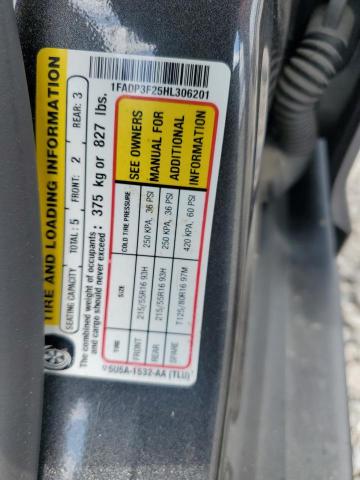 1FADP3F25HL306201
TIRE AND LOADING INFORMATION
SEATING CAPACITY TOTAL: 5 FRONT: 2 REAR: 3
The combined weight of occupants
and cargo should never exceed : 375 kg or 827 lbs.
TIRE SIZE COLD TIRE PRESSURE
FRONT 215/55R16 93H 250 KPA, 36 PSI
REAR 215/55R16 93H 250 KPA, 36 PSI
SPARE T125/80R16 97M 420 KPA, 60 PSI
SEE OWNERS
MANUAL FOR
ADDITIONAL
INFORMATION
5U5A-1532-AA (TLU)